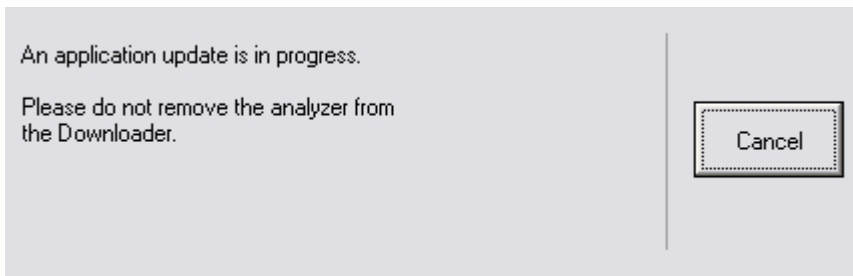 An application update is in progress.
Please do not remove the analyzer from
the Downloader.
Cancel